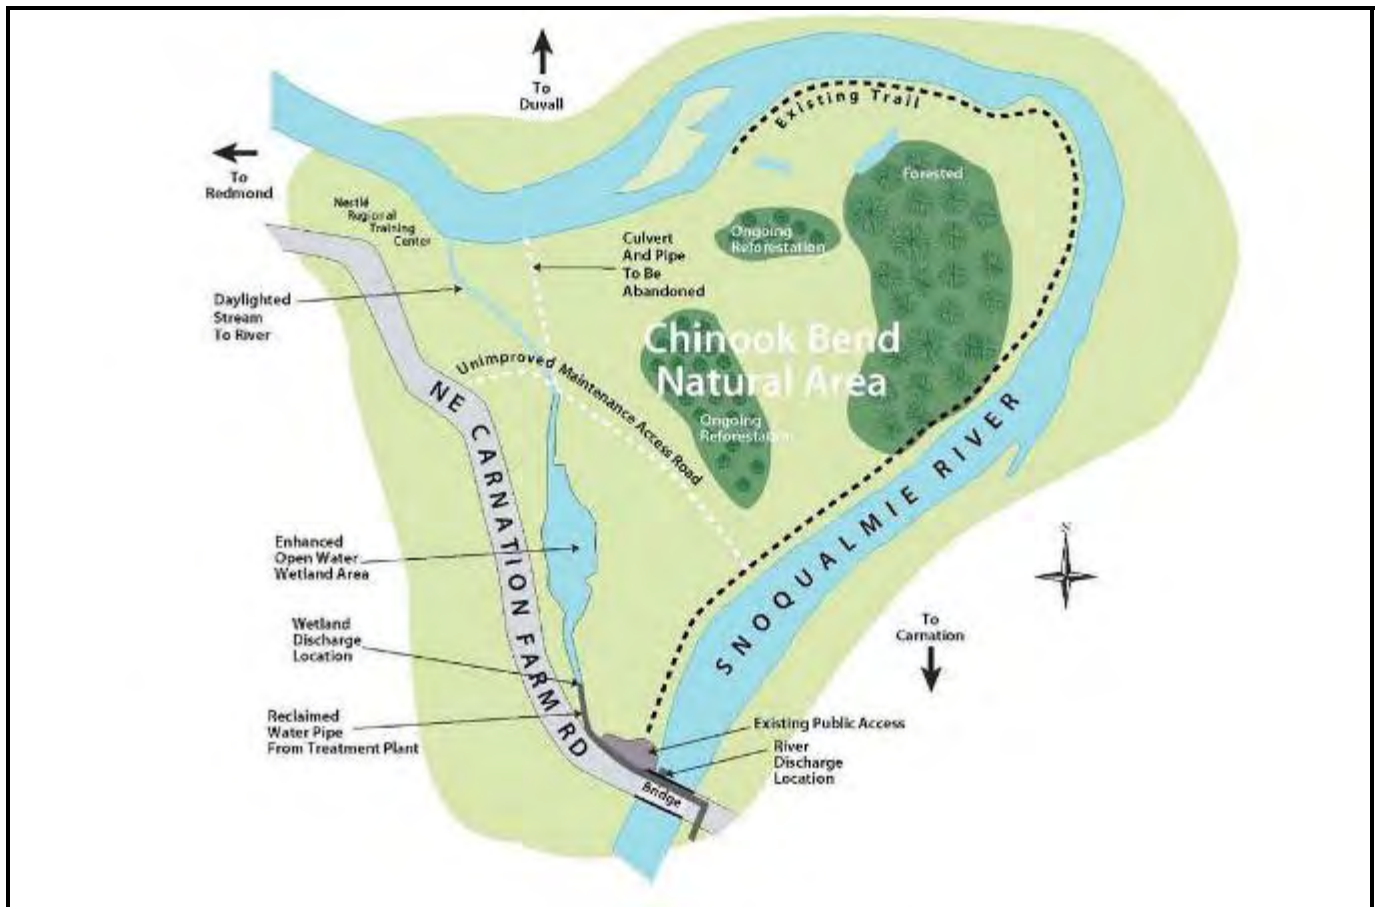 To
Duvall
Existing Trail
To
Redmond
Forested
Nestlé
Regional
Training
Center
Ongoing
Reforestation
Culvert
And Pipe
To Be
Abandoned
Daylighted
Stream
To River
Chinook Bend
Natural Area
Unimproved Maintenance Access Road
NE CARNATION FARM RD
Ongoing
Reforestation
SNOQUALMIE RIVER
Enhanced
Open Water
Wetland Area
N
To
Carnation
Wetland
Discharge
Location
Reclaimed
Water Pipe
From Treatment Plant
Existing Public Access
River
Discharge
Location
Bridge